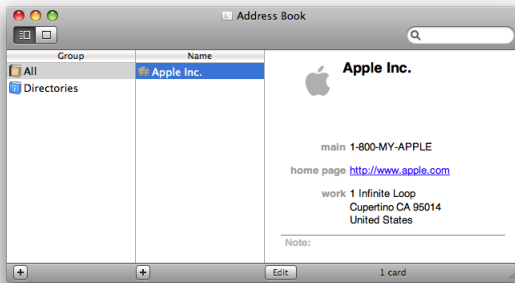 Address Book
Group
Name
All
Directories
Apple Inc.
Apple Inc.
main 1-800-MY-APPLE
home page http://www.apple.com
work 1 Infinite Loop
Cupertino CA 95014
United States
Note:
Edit
1 card